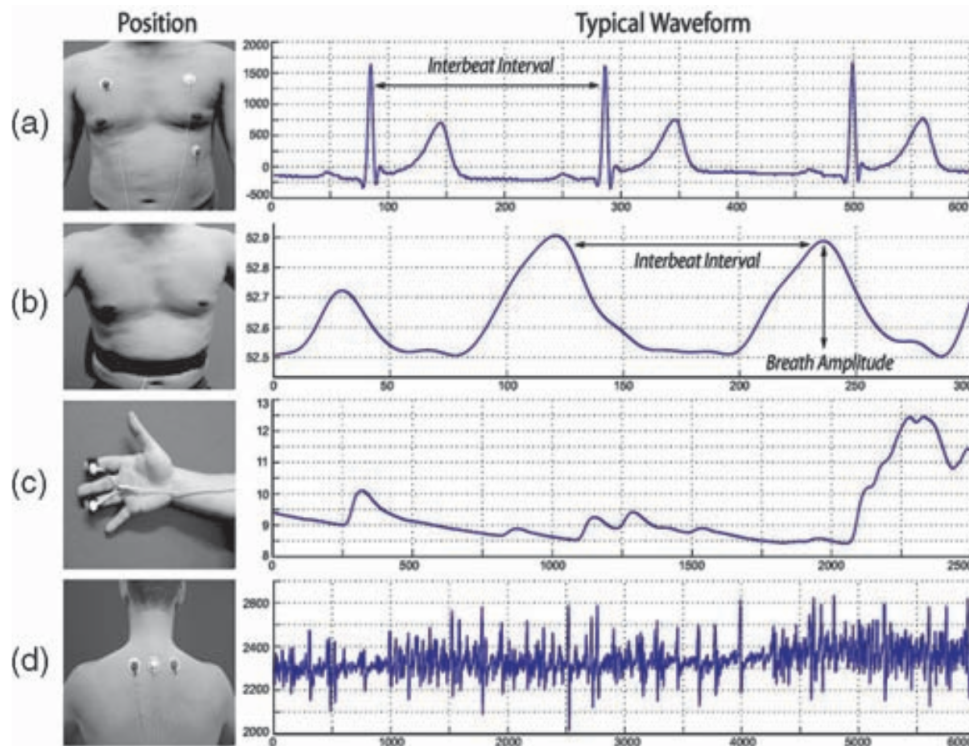 Position
Typical Waveform
(a)
2000
1500
1000
500
0
-500
Interbeat Interval
0 100 200 300 400 500 600
(b)
52.9
52.8
52.7
52.6
52.5
Interbeat Interval
Breath Amplitude
0 50 100 150 200 250 300
(c)
13
12
11
10
9
8
0 500 1000 1500 2000 2500
(d)
2800
2400
2200
2000
0 1000 2000 3000 4000 5000 6000